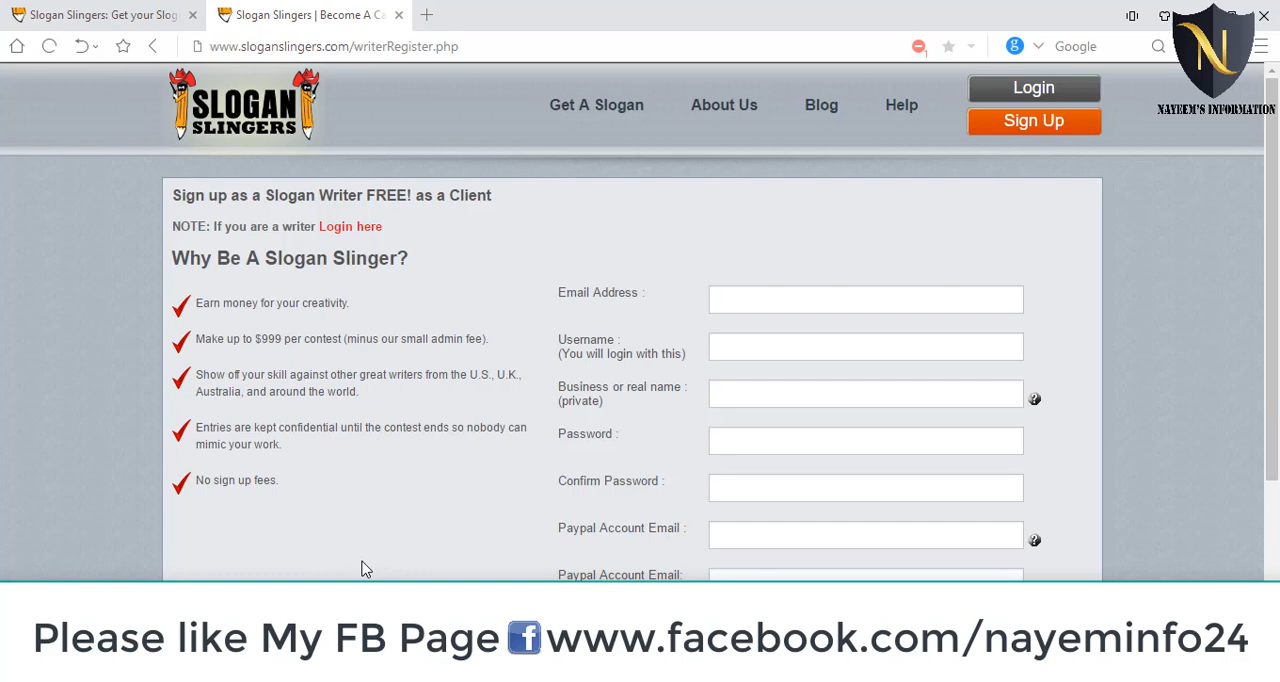 Slogan Slingers: Get your Slog
Slogan Slingers | Become A Ca
www.sloganslingers.com/writerRegister.php
1
g
Google
N
NAYEEM'S INFORMATION
SLOGAN
SLINGERS
Get A Slogan
About Us
Blog
Help
Login
Sign Up
Sign up as a Slogan Writer FREE! as a Client
NOTE: If you are a writer Login here
Why Be A Slogan Slinger?
Earn money for your creativity.
Make up to $999 per contest (minus our small admin fee).
Show off your skill against other great writers from the U.S., U.K.,
Australia, and around the world.
Entries are kept confidential until the contest ends so nobody can
mimic your work.
No sign up fees.
Email Address :
Username :
(You will login with this)
Business or real name :
(private)
?
Password :
Confirm Password :
Paypal Account Email :
?
Paypal Account Email:
Please like My FB Page f www.facebook.com/nayeminfo24